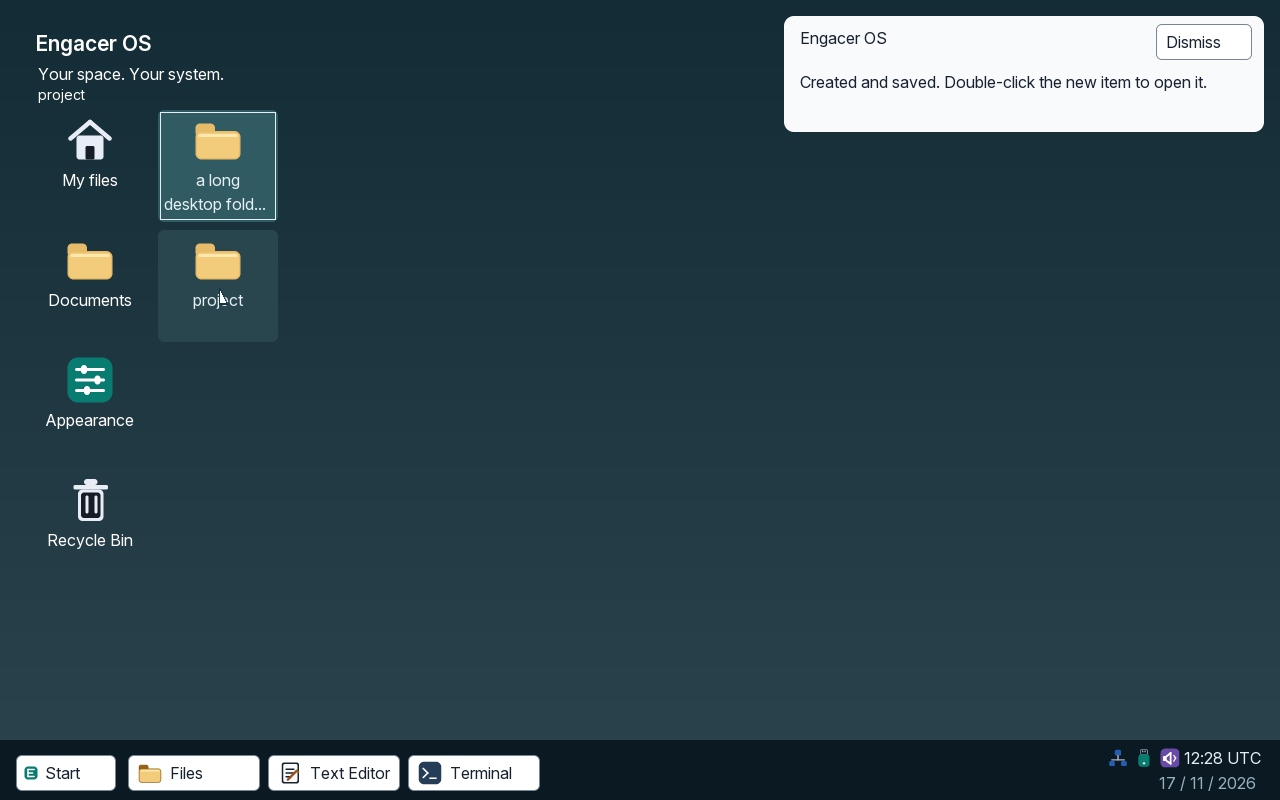 Engacer OS
Your space. Your system.
project
My files
a long
desktop fold...
Documents
project
Appearance
Recycle Bin
Engacer OS
Dismiss
Created and saved. Double-click the new item to open it.
Start
Files
Text Editor
Terminal
12:28 UTC
17 / 11 / 2026